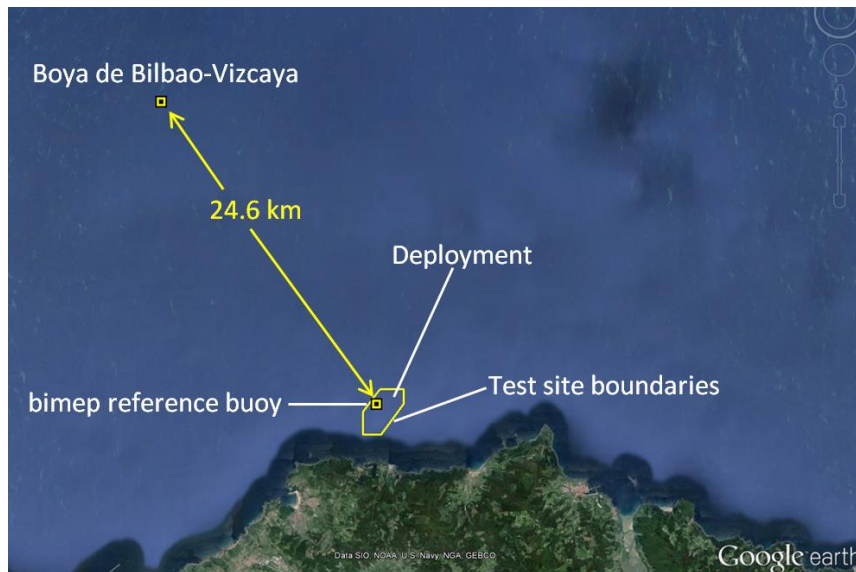 Boya de Bilbao-Vizcaya
24.6 km
Deployment
Test site boundaries
bimep reference buoy
Data SIO, NOAA, U.S. Navy, NGA, GEBCO
Google earth